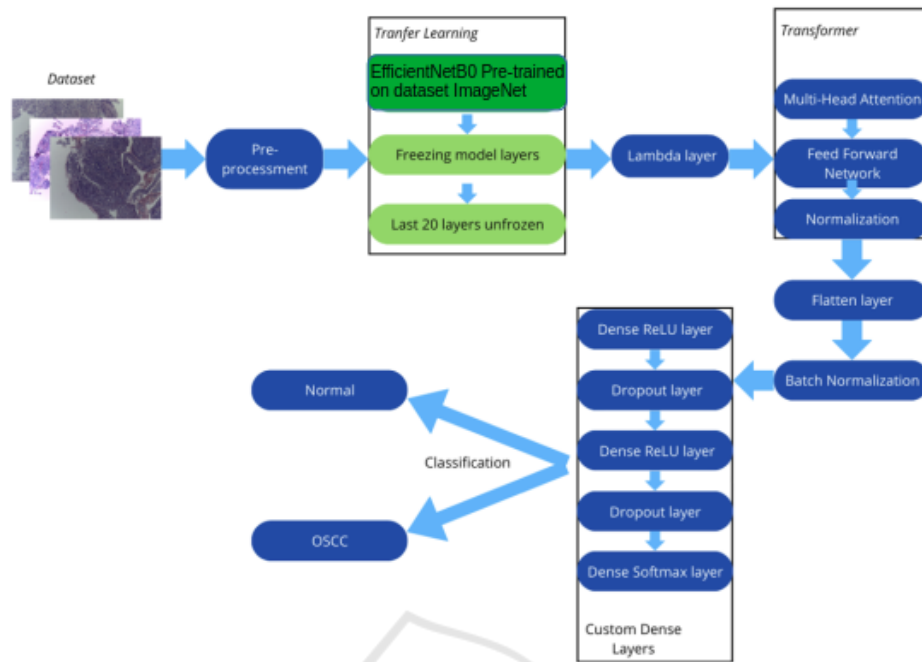 Dataset
Pre-
processment
Tranfer Learning
EfficientNetB0 Pre-trained
on dataset ImageNet
Freezing model layers
Last 20 layers unfrozen
Lambda layer
Transformer
Multi-Head Attention
Feed Forward
Network
Normalization
Flatten layer
Batch Normalization
Dense ReLU layer
Dropout layer
Dense ReLU layer
Dropout layer
Dense Softmax layer
Custom Dense
Layers
Classification
Normal
OSCC